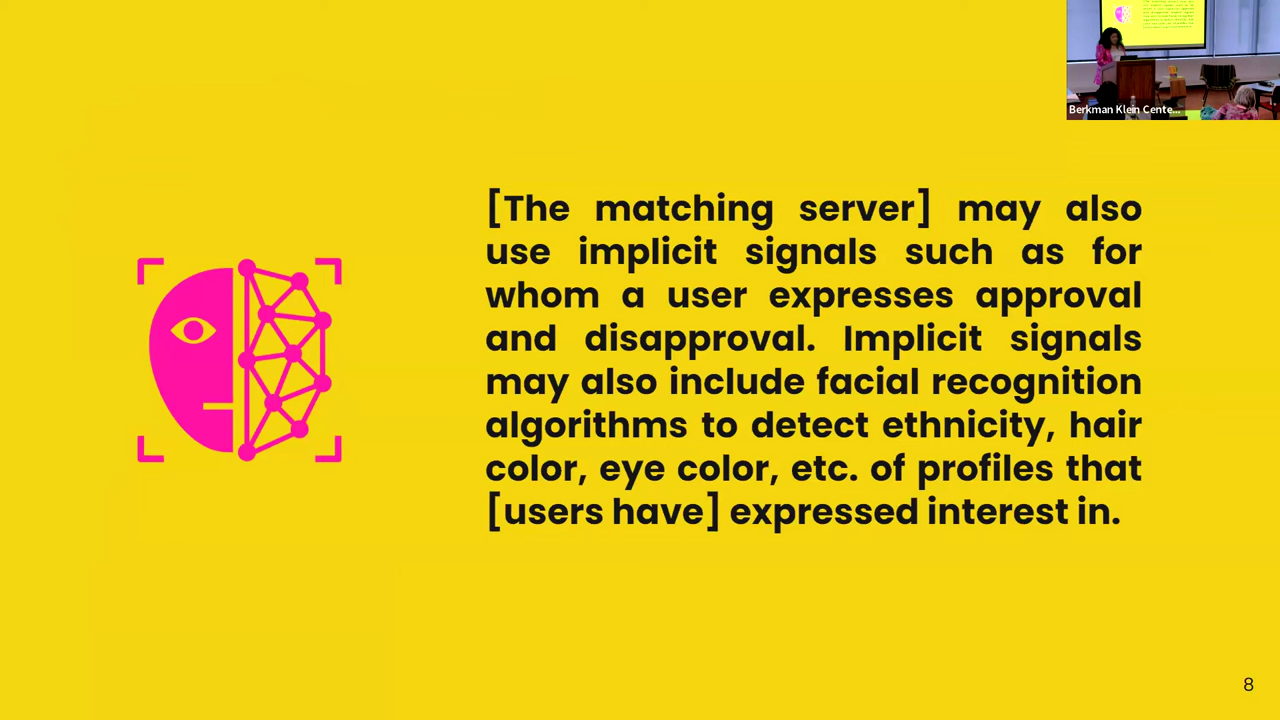 Berkman Klein Cente...
[The matching server] may also
use implicit signals such as for
whom a user expresses approval
and disapproval. Implicit signals
may also include facial recognition
algorithms to detect ethnicity, hair
color, eye color, etc. of profiles that
[users have] expressed interest in.
8